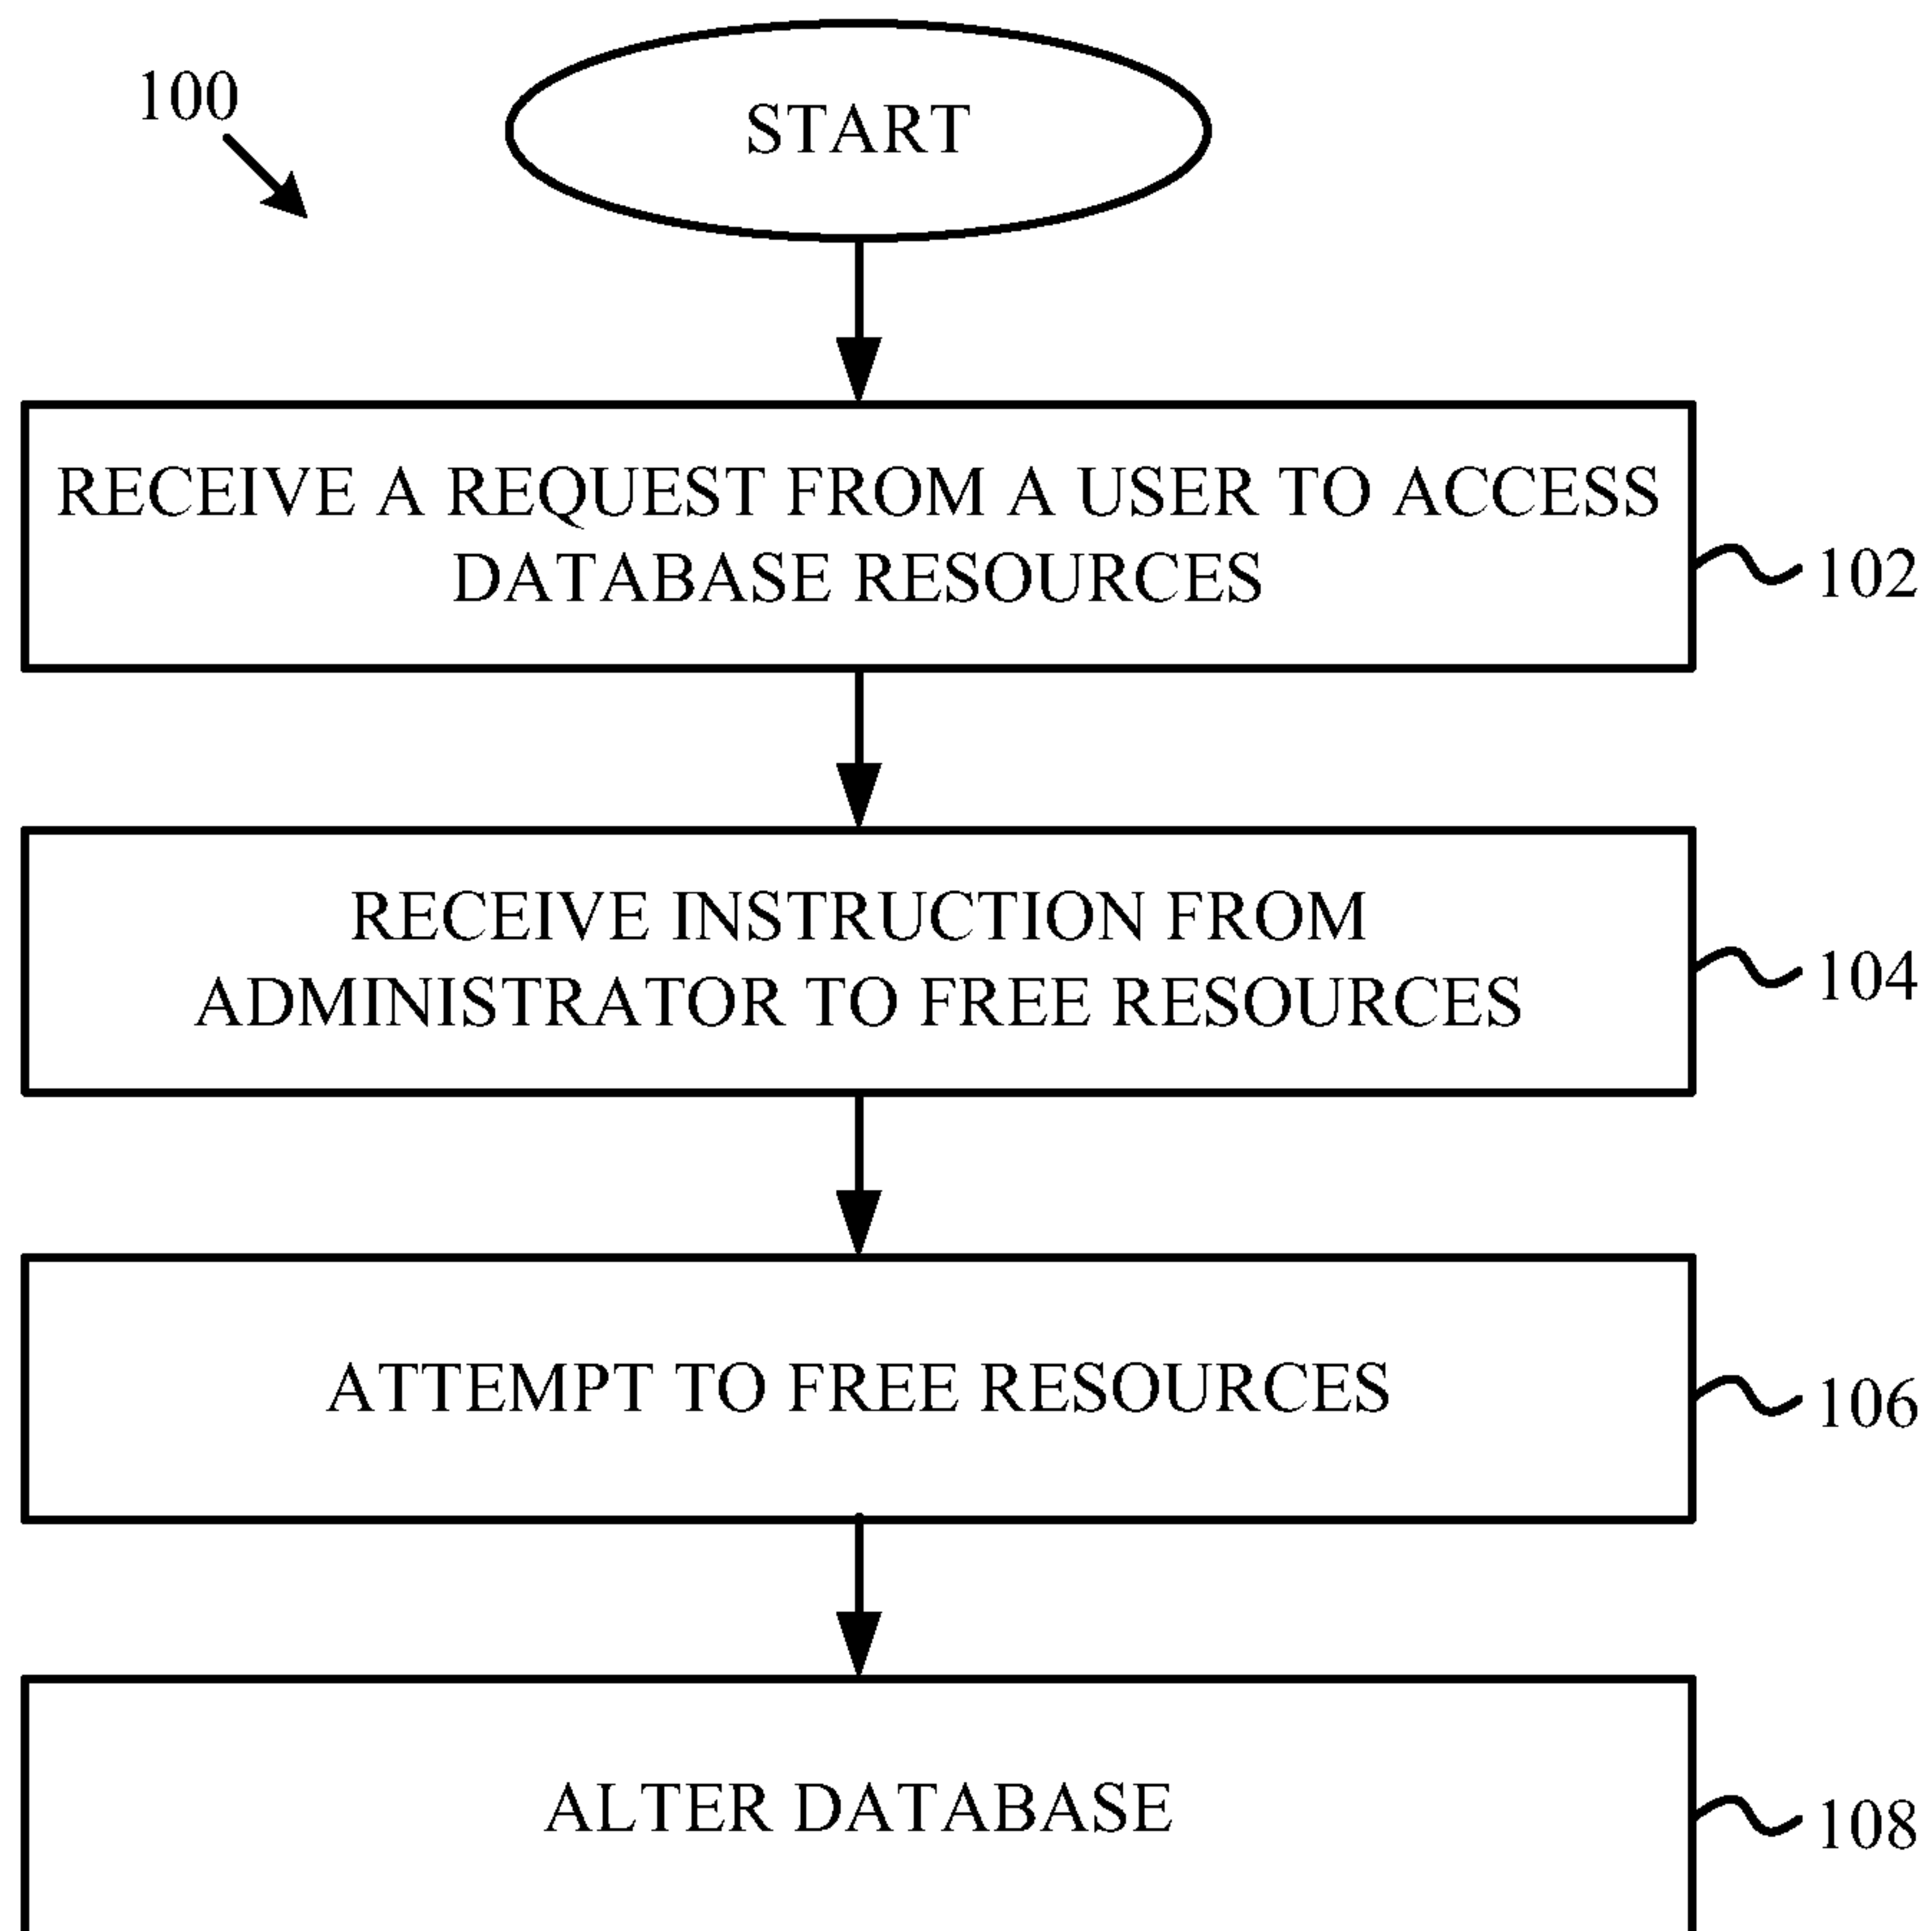 100
START
RECEIVE A REQUEST FROM A USER TO ACCESS
DATABASE RESOURCES
102
RECEIVE INSTRUCTION FROM
ADMINISTRATOR TO FREE RESOURCES
104
ATTEMPT TO FREE RESOURCES
106
ALTER DATABASE
108